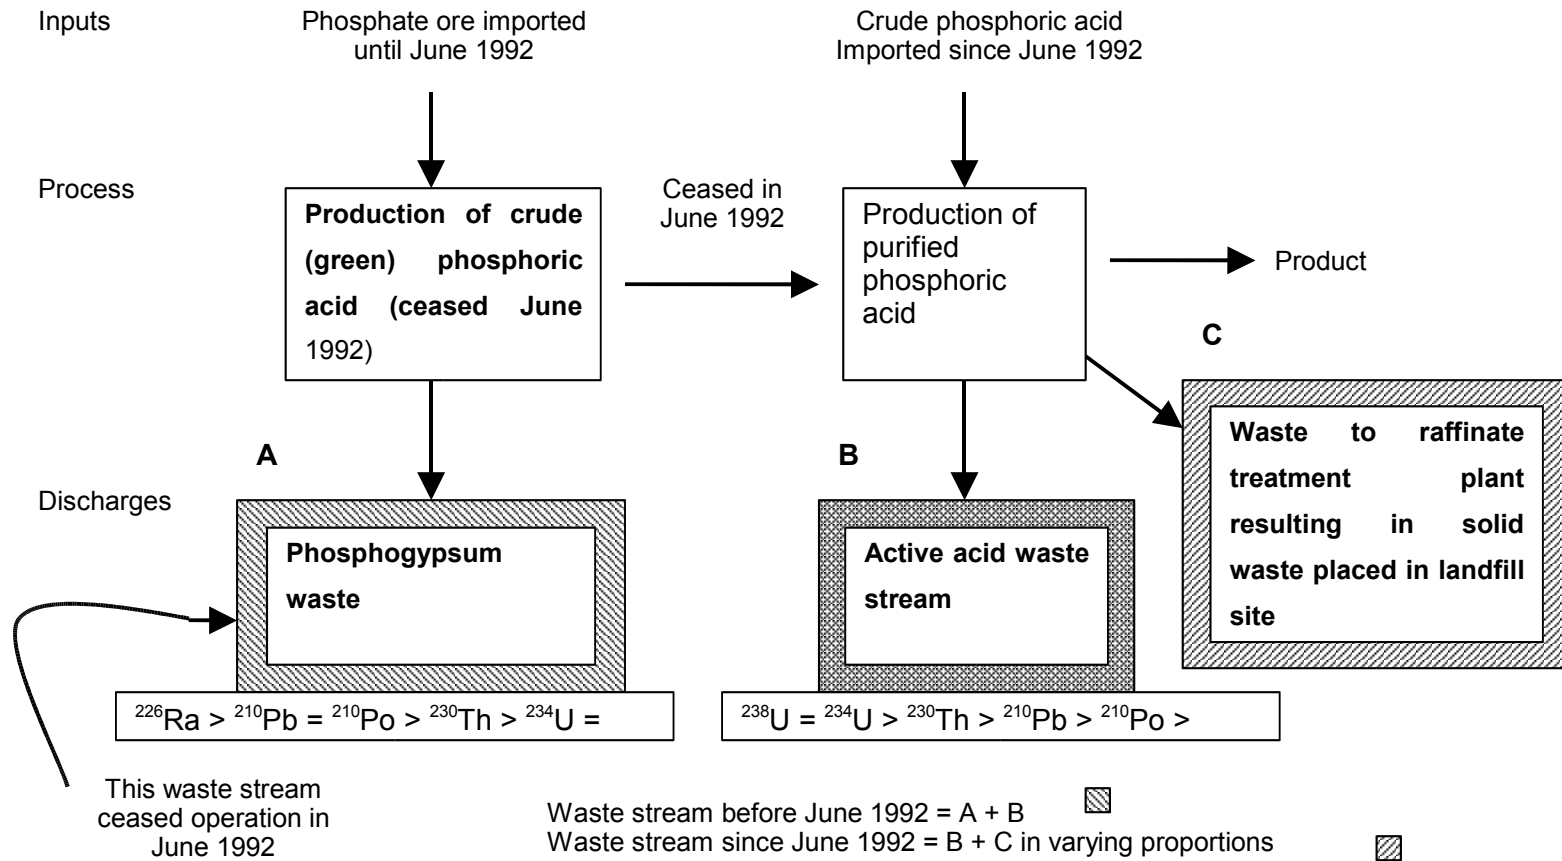 Inputs
Phosphate ore imported
until June 1992
Crude phosphoric acid
Imported since June 1992
Process
Production of crude
(green) phosphoric
acid (ceased June
1992)
Ceased in
June 1992
Production of
purified
phosphoric
acid
Product
C
Waste to raffinate
treatment plant
resulting in solid
waste placed in landfill
site
Discharges
A
Phosphogypsum
waste
B
Active acid waste
stream
²²⁶Ra > ²¹⁰Pb = ²¹⁰Po > ²³⁰Th > ²³⁴U =
²³⁸U = ²³⁴U > ²³⁰Th > ²¹⁰Pb > ²¹⁰Po >
This waste stream
ceased operation in
June 1992
Waste stream before June 1992 = A + B
Waste stream since June 1992 = B + C in varying proportions